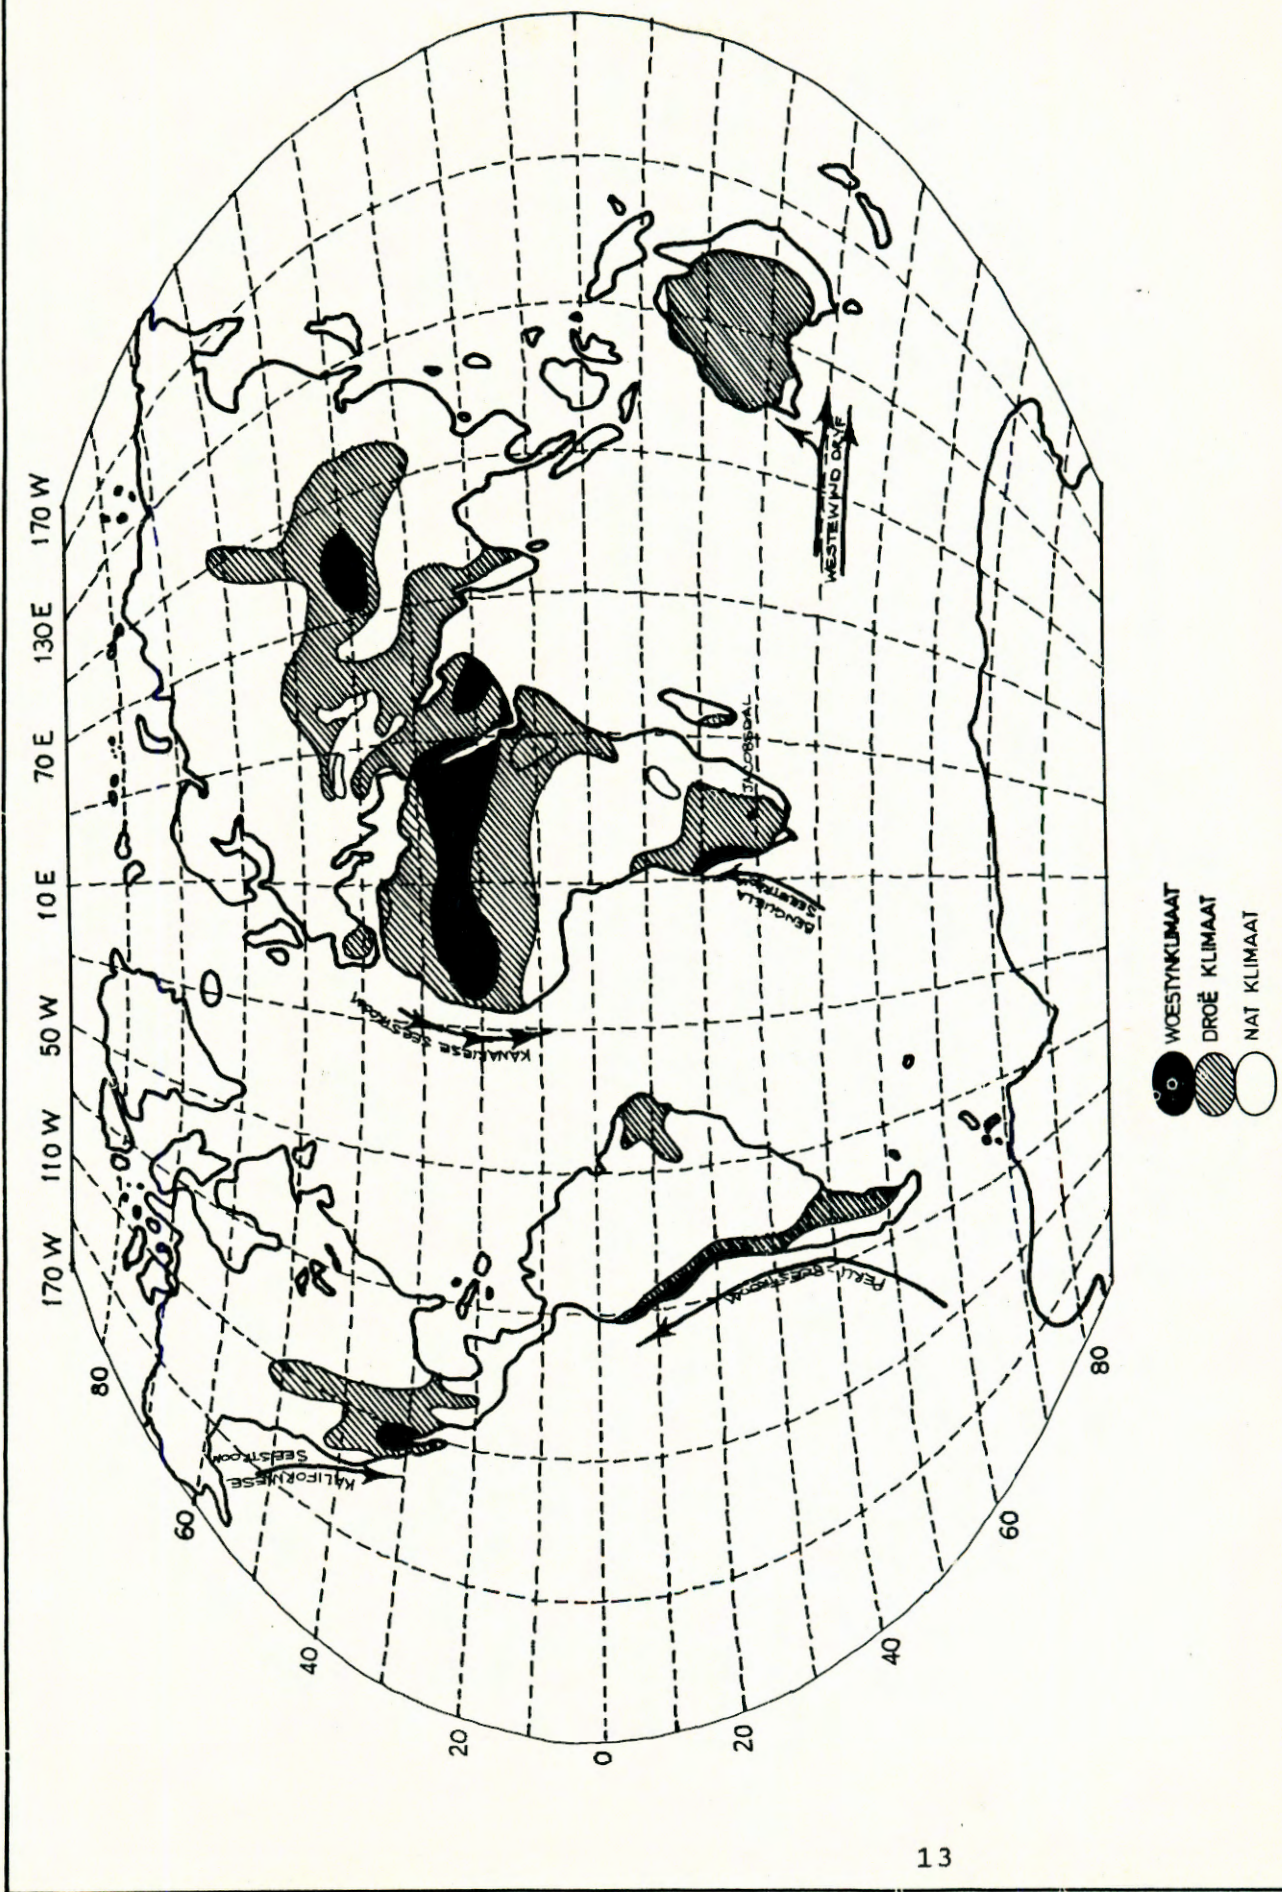 170 W
110 W
50 W
10 E
70 E
130 E
170 W
80
60
40
20
0
20
40
60
80
KALIFORNIESE
SEESTROOM
KANARIESE SEESTROOM
PERU-SEESTROOM
BENGUELA
SEESTROOM
JACOBSDAL
WESTEWIND DRYF
WOESTYNKLIMAAT
DROË KLIMAAT
NAT KLIMAAT
13